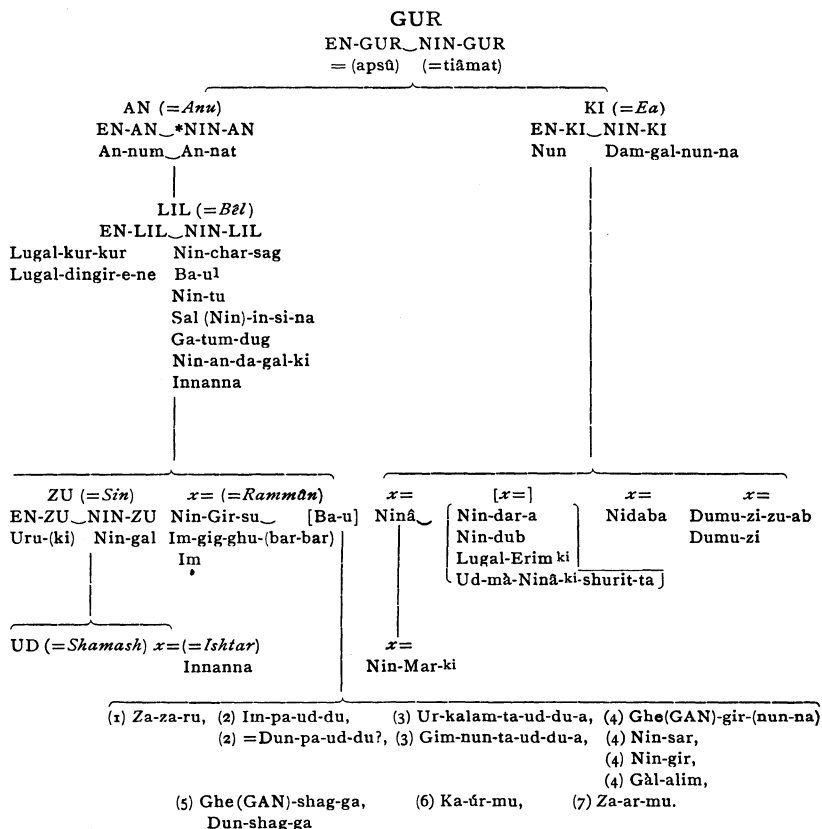 GUR
EN-GUR‿NIN-GUR
= (apsû) (=tiâmat)
AN (=Anu) KI (=Ea)
EN-AN‿*NIN-AN EN-KI‿NIN-KI
An-num‿An-nat Nun Dam-gal-nun-na
LIL (=Bêl)
EN-LIL‿NIN-LIL
Lugal-kur-kur Nin-char-sag
Lugal-dingir-e-ne Ba-u¹
Nin-tu
Sal (Nin)-in-si-na
Ga-tum-dug
Nin-an-da-gal-ki
Innanna
ZU (=Sin) x= (=Rammân) x= [x=] x= x=
EN-ZU‿NIN-ZU Nin-Gir-su‿ [Ba-u] Ninâ‿ Nin-dar-a Nidaba Dumu-zi-zu-ab
Uru-(ki) Nin-gal Im-gig-ghu-(bar-bar) Nin-dub Dumu-zi
Im Lugal-Erim ki
Ud-mà-Ninâ-ki-shurit-ta
UD (=Shamash) x=(=Ishtar) x=
Innanna Nin-Mar-ki
(1) Za-za-ru, (2) Im-pa-ud-du, (3) Ur-kalam-ta-ud-du-a, (4) Ghe(GAN)-gir-(nun-na)
(2) =Dun-pa-ud-du?, (3) Gim-nun-ta-ud-du-a, (4) Nin-sar,
(4) Nin-gir,
(4) Gàl-alim,
(5) Ghe(GAN)-shag-ga, (6) Ka-úr-mu, (7) Za-ar-mu.
Dun-shag-ga